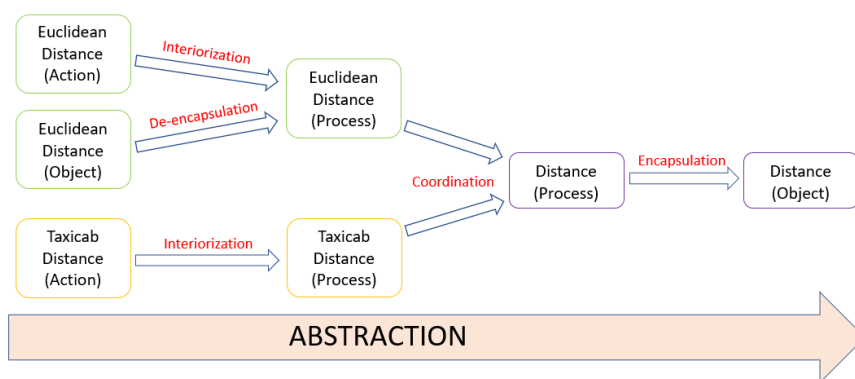 Euclidean
Distance
(Action)
Interiorization
Euclidean
Distance
(Process)
De-encapsulation
Euclidean
Distance
(Object)
Coordination
Distance
(Process)
Encapsulation
Distance
(Object)
Taxicab
Distance
(Action)
Interiorization
Taxicab
Distance
(Process)
ABSTRACTION